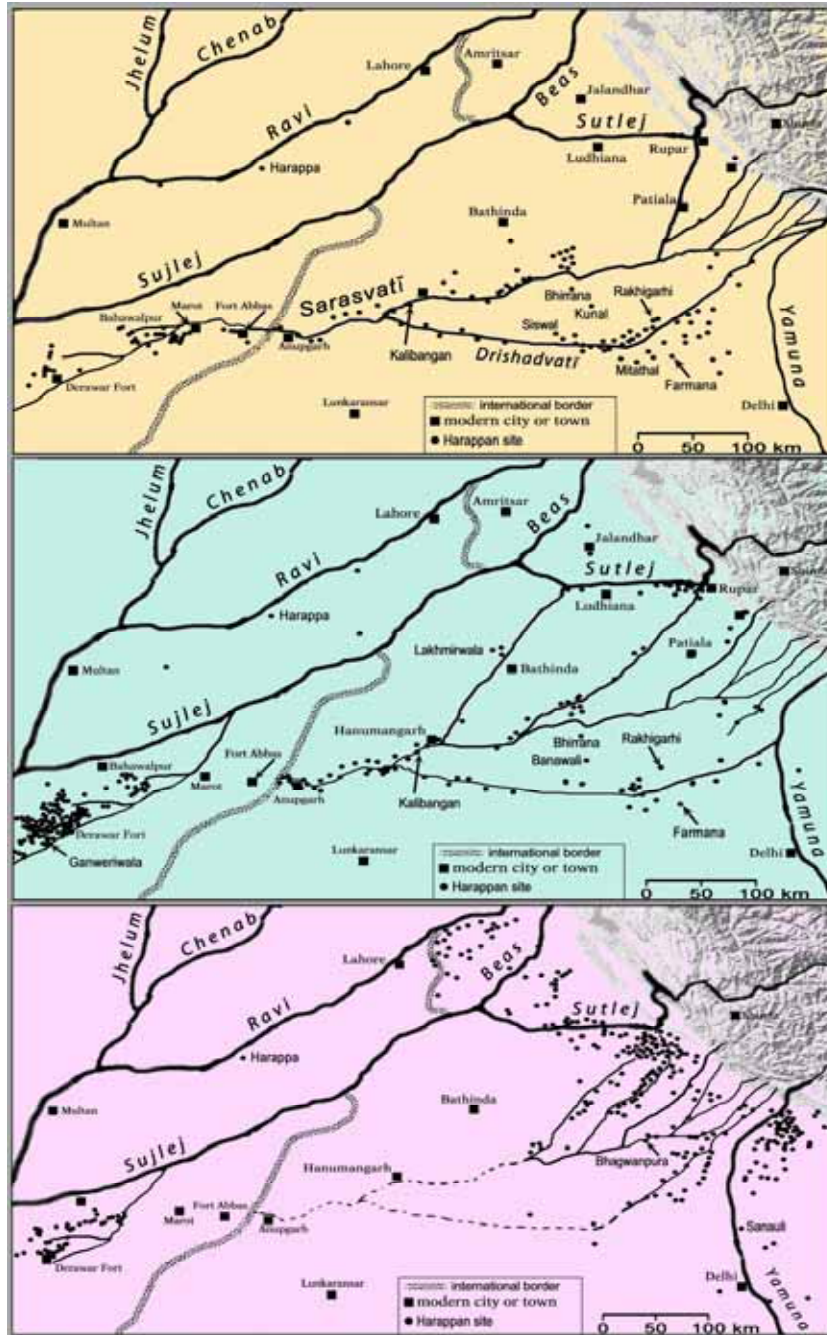 Jhelum
Chenab
Lahore
Amritsar
Beas
Jalandhar
Ravi
Sutlej
Rupar
Harappa
Ludhiana
Multan
Bathinda
Patiala
Sujlej
Sarasvatī
Bahawalpur
Marot
Fort Abbas
Bhirrana
Rakhigarhi
Kunal
Siswal
Anupgarh
Kalibangan
Drishadvatī
Mitathal
Farmana
Yamuna
Derawar Fort
Lunkaransar
Delhi
international border
modern city or town
Harappan site
0 50 100 km
Jhelum
Chenab
Lahore
Amritsar
Beas
Jalandhar
Ravi
Sutlej
Rupar
Ludhiana
Harappa
Lakhmirwala
Patiala
Multan
Bathinda
Sujlej
Hanumangarh
Fort Abbas
Bhirrana
Rakhigarhi
Bahawalpur
Banawali
Marot
Anupgarh
Kalibangan
Yamuna
Derawar Fort
Farmana
Ganweriwala
Lunkaransar
Delhi
international border
modern city or town
Harappan site
0 50 100 km
Jhelum
Chenab
Lahore
Beas
Ravi
Sutlej
Harappa
Multan
Bathinda
Sujlej
Hanumangarh
Bhagwanpura
Fort Abbas
Marot
Anupgarh
Sanauli
Derawar Fort
Lunkaransar
Delhi
Yamuna
international border
modern city or town
Harappan site
0 50 100 km